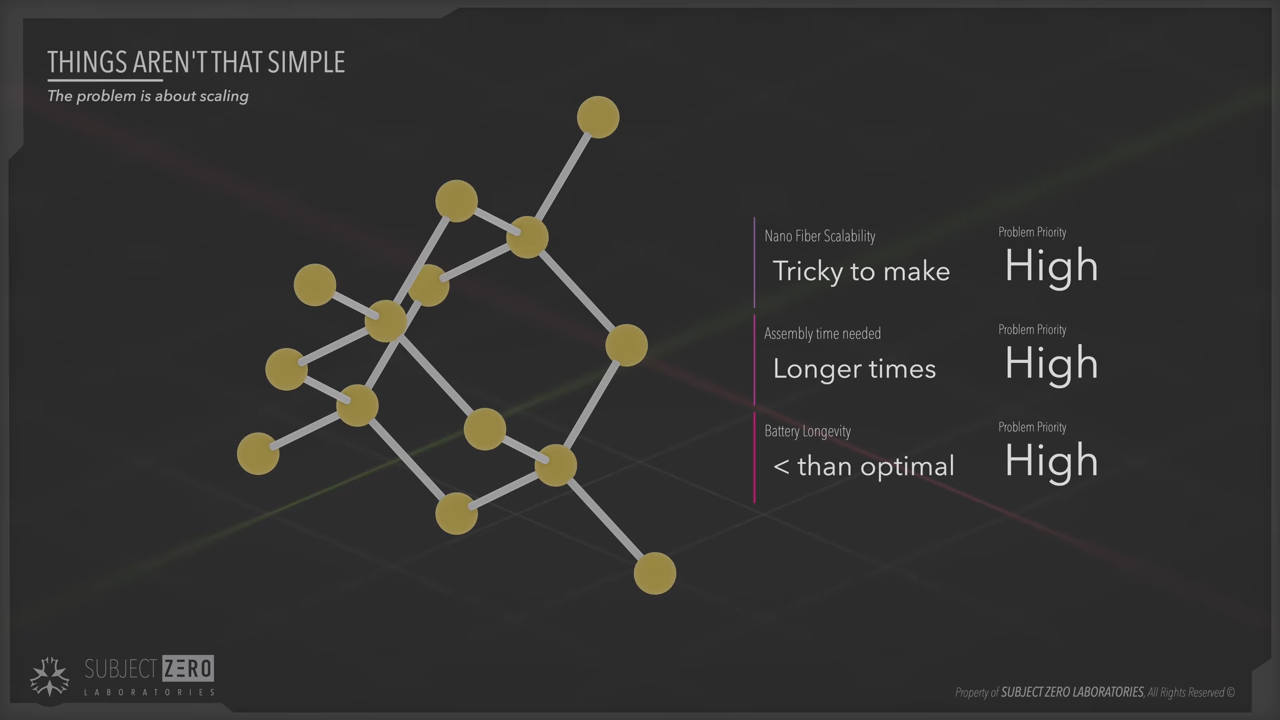 THINGS AREN'T THAT SIMPLE
The problem is about scaling
Nano Fiber Scalability
Tricky to make
Problem Priority
High
Assembly time needed
Longer times
Problem Priority
High
Battery Longevity
< than optimal
Problem Priority
High
SUBJECT ZERO
LABORATORIES
Property of SUBJECT ZERO LABORATORIES, All Rights Reserved ©